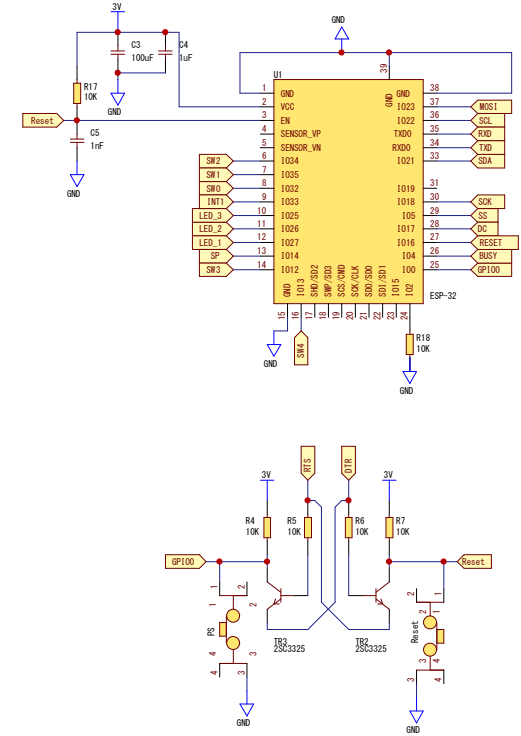 3V
GND
C3
100uF
C4
1uF
R17
10K
GND
Reset
C5
1nF
GND
U1
39
1 GND GND GND 38
2 VCC IO23 37 MOSI
3 EN IO22 36 SCL
4 SENSOR_VP TXD0 35 RXD
5 SENSOR_VN RXD0 34 TXD
SW2 6 IO34 IO21 33 SDA
SW1 7 IO35
SW0 8 IO32 IO19 31
INT1 9 IO33 IO18 30 SCK
LED_3 10 IO25 IO5 29 SS
LED_2 11 IO26 IO17 28 DC
LED_1 12 IO27 IO16 27 RESET
SP 13 IO14 IO4 26 BUSY
SW3 14 IO12 IO0 25 GPIO0
GND IO13 SHD/SD2 SWP/SD3 SCS/CMD SCK/CLK SDO/SD0 SDI/SD1 IO15 IO2
ESP-32
15 16 17 18 19 20 21 22 23 24
SW4
GND
R18
10K
GND
RTS
DTR
3V
3V
R4
10K
R5
10K
R6
10K
R7
10K
GPIO0
Reset
1 2
1 2
PS
4 3
4 3
TR3
2SC3325
TR2
2SC3325
2 1
2 1
Reset
3 4
3 4
GND
GND